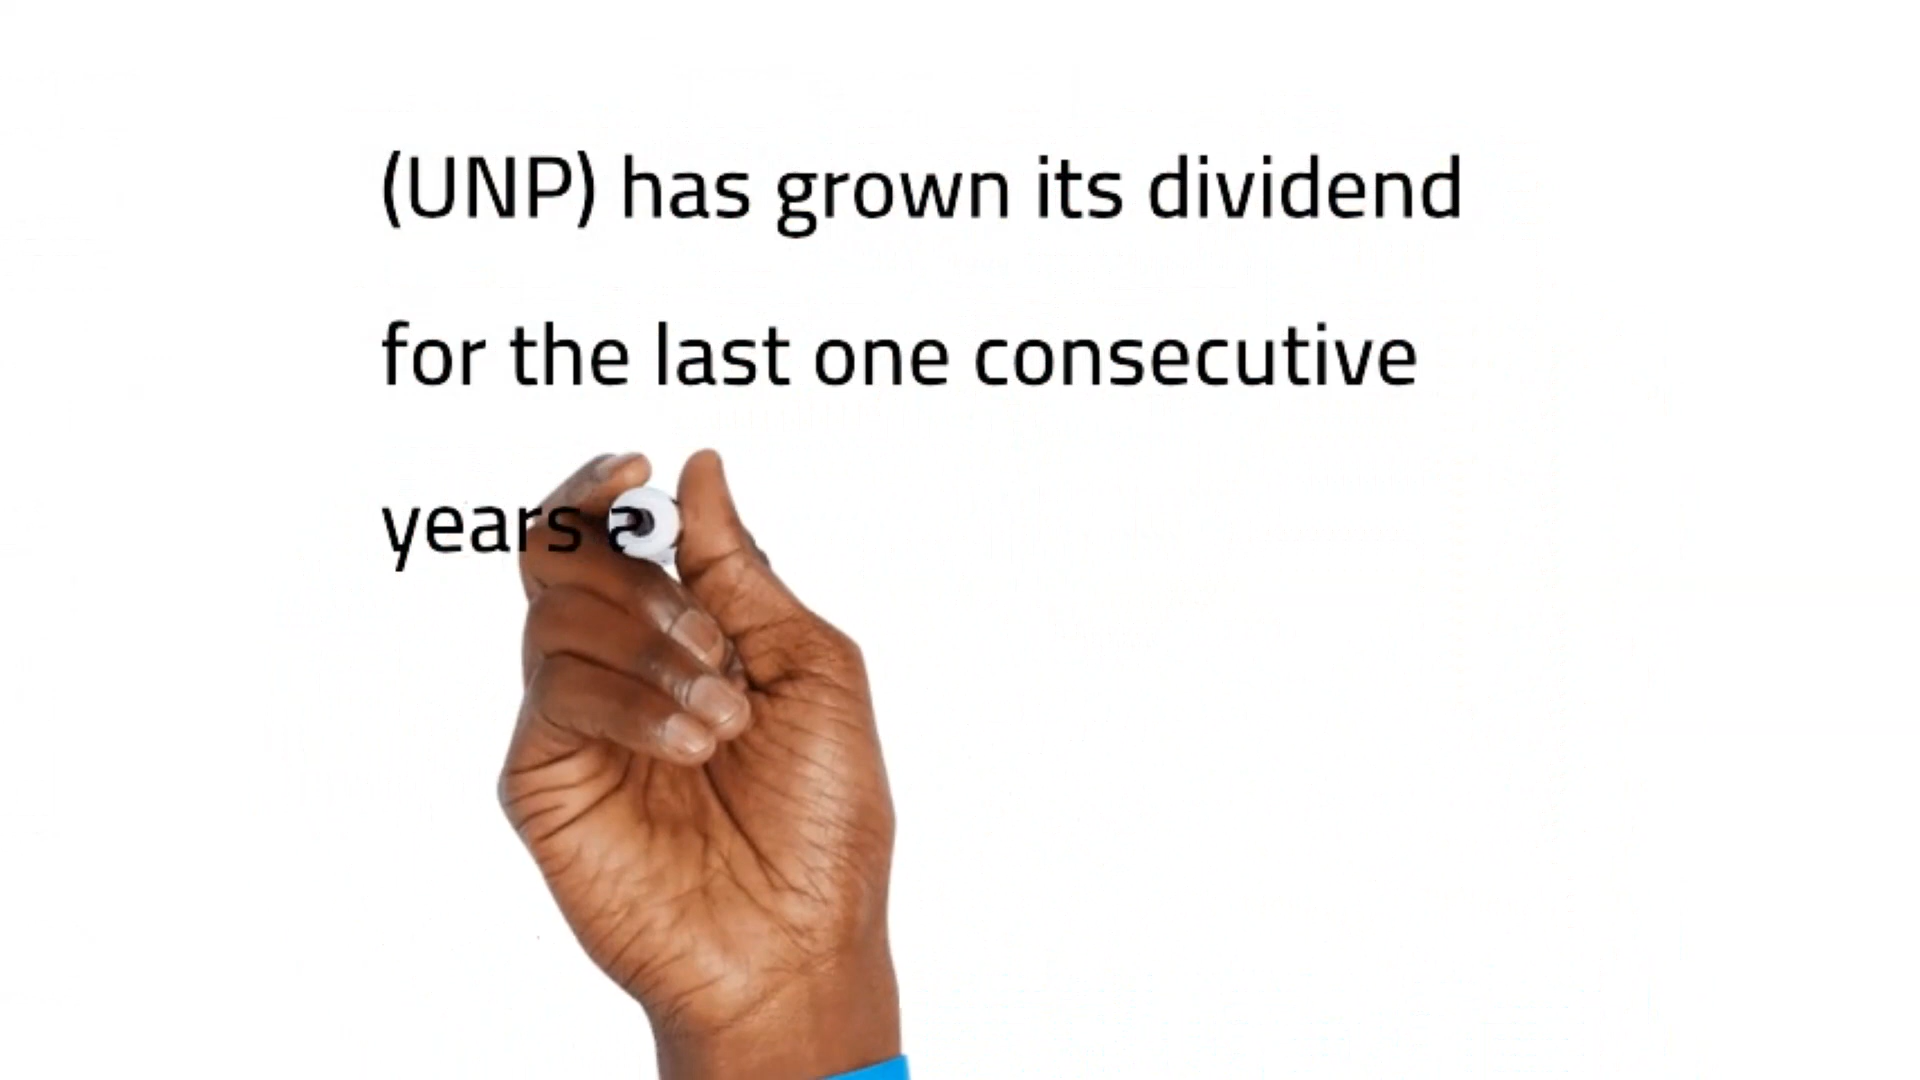 (UNP) has grown its dividend
for the last one consecutive
years a